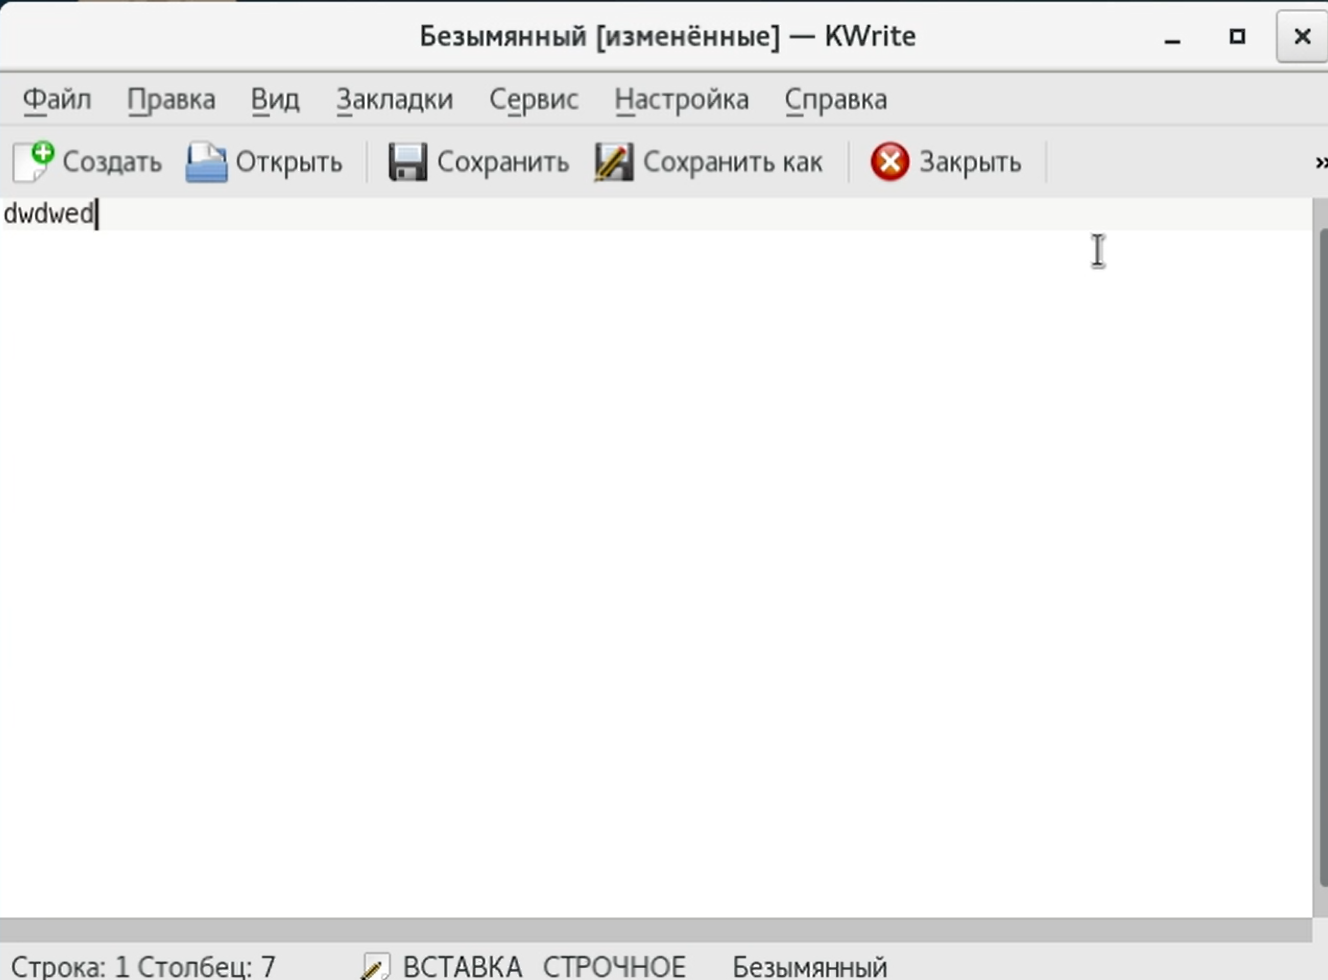 Безымянный [изменённые] — KWrite
Файл Правка Вид Закладки Сервис Настройка Справка
Создать Открыть Сохранить Сохранить как Закрыть »
dwdwed
Строка: 1 Столбец: 7 ВСТАВКА СТРОЧНОЕ Безымянный